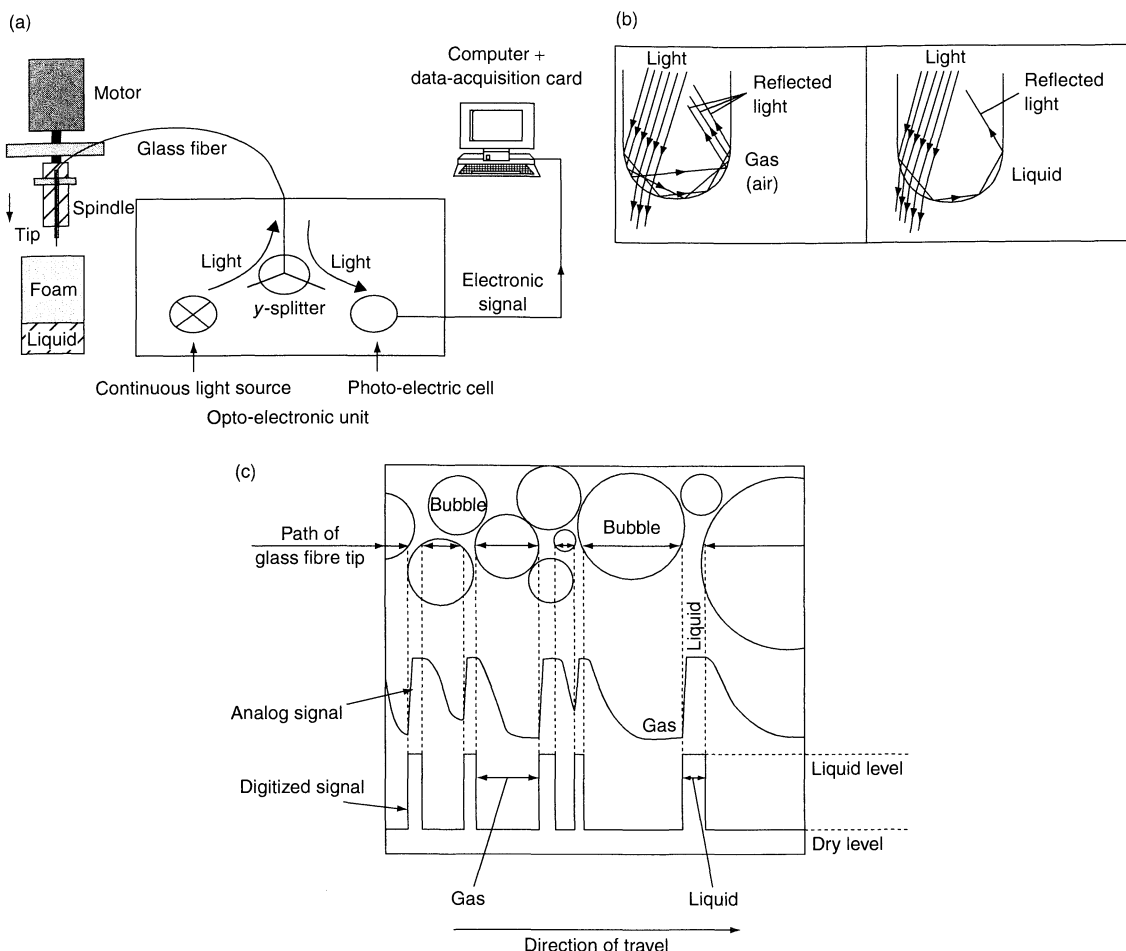 (a)
Motor
Glass fiber
Spindle
Tip
Foam
Liquid
Computer +
data-acquisition card
Light
Light
y-splitter
Electronic
signal
Continuous light source
Photo-electric cell
Opto-electronic unit
(b)
Light
Reflected
light
Gas
(air)
Light
Reflected
light
Liquid
(c)
Bubble
Bubble
Path of
glass fibre tip
Liquid
Analog signal
Gas
Liquid level
Digitized signal
Dry level
Gas
Liquid
Direction of travel